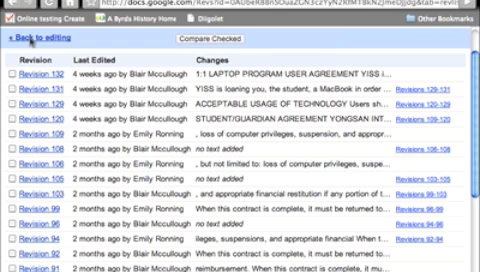 http://docs.google.com/
Online testing Create A Byrds History Home Diigolet Other Bookmarks
« Back to editing Compare Checked
Revision Last Edited Changes
Revision 132 4 weeks ago by Blair Mccullough 1:1 LAPTOP PROGRAM USER AGREEMENT YISS i...
Revision 131 4 weeks ago by Blair Mccullough YISS is loaning you, the student, a MacBook in order ... Revisions 129-131
Revision 129 4 weeks ago by Blair Mccullough ACCEPTABLE USAGE OF TECHNOLOGY Users sh... Revisions 120-129
Revision 120 4 weeks ago by Blair Mccullough STUDENT/GUARDIAN AGREEMENT YONGSAN INT... Revisions 109-120
Revision 109 2 months ago by Emily Ronning , loss of computer privileges, suspension, and appropr...
Revision 108 2 months ago by Emily Ronning no text added Revisions 106-108
Revision 106 2 months ago by Emily Ronning , but not limited to: loss of computer privileges, suspe...
Revision 105 2 months ago by Emily Ronning no text added Revisions 103-105
Revision 103 2 months ago by Blair Mccullough , and appropriate financial restitution if any portion of t... Revisions 99-103
Revision 99 2 months ago by Emily Ronning When this contract is complete, it must be returned to... Revisions 96-99
Revision 96 2 months ago by Emily Ronning no text added Revisions 94-96
Revision 94 2 months ago by Emily Ronning ileges, suspensions, and appropriate financial When t... Revisions 92-94
Revision 92 2 months ago by Emily Ronning When this contract is complete, it must be returned to...
Revision 91 2 months ago by Emily Ronning reimbursement. When this contract is complete, it mu...